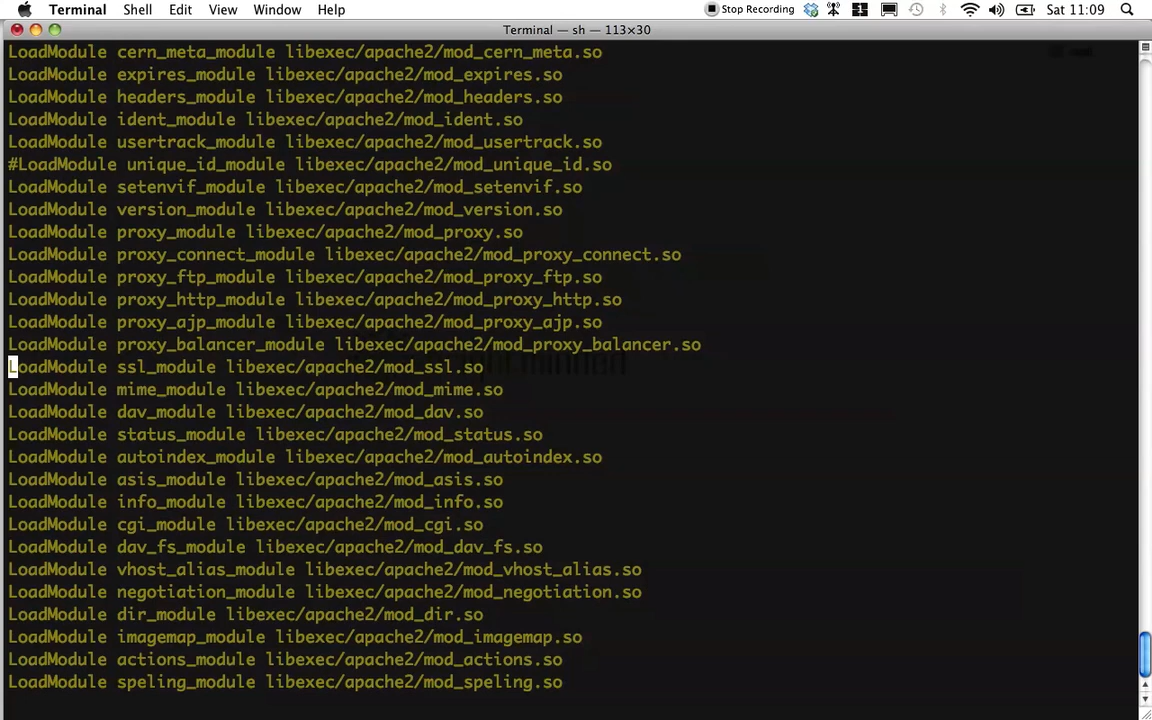 Terminal Shell Edit View Window Help Stop Recording 1 Sat 11:09
Terminal — sh — 113×30
LoadModule cern_meta_module libexec/apache2/mod_cern_meta.so
LoadModule expires_module libexec/apache2/mod_expires.so
LoadModule headers_module libexec/apache2/mod_headers.so
LoadModule ident_module libexec/apache2/mod_ident.so
LoadModule usertrack_module libexec/apache2/mod_usertrack.so
#LoadModule unique_id_module libexec/apache2/mod_unique_id.so
LoadModule setenvif_module libexec/apache2/mod_setenvif.so
LoadModule version_module libexec/apache2/mod_version.so
LoadModule proxy_module libexec/apache2/mod_proxy.so
LoadModule proxy_connect_module libexec/apache2/mod_proxy_connect.so
LoadModule proxy_ftp_module libexec/apache2/mod_proxy_ftp.so
LoadModule proxy_http_module libexec/apache2/mod_proxy_http.so
LoadModule proxy_ajp_module libexec/apache2/mod_proxy_ajp.so
LoadModule proxy_balancer_module libexec/apache2/mod_proxy_balancer.so
LoadModule ssl_module libexec/apache2/mod_ssl.so
LoadModule mime_module libexec/apache2/mod_mime.so
LoadModule dav_module libexec/apache2/mod_dav.so
LoadModule status_module libexec/apache2/mod_status.so
LoadModule autoindex_module libexec/apache2/mod_autoindex.so
LoadModule asis_module libexec/apache2/mod_asis.so
LoadModule info_module libexec/apache2/mod_info.so
LoadModule cgi_module libexec/apache2/mod_cgi.so
LoadModule dav_fs_module libexec/apache2/mod_dav_fs.so
LoadModule vhost_alias_module libexec/apache2/mod_vhost_alias.so
LoadModule negotiation_module libexec/apache2/mod_negotiation.so
LoadModule dir_module libexec/apache2/mod_dir.so
LoadModule imagemap_module libexec/apache2/mod_imagemap.so
LoadModule actions_module libexec/apache2/mod_actions.so
LoadModule speling_module libexec/apache2/mod_speling.so